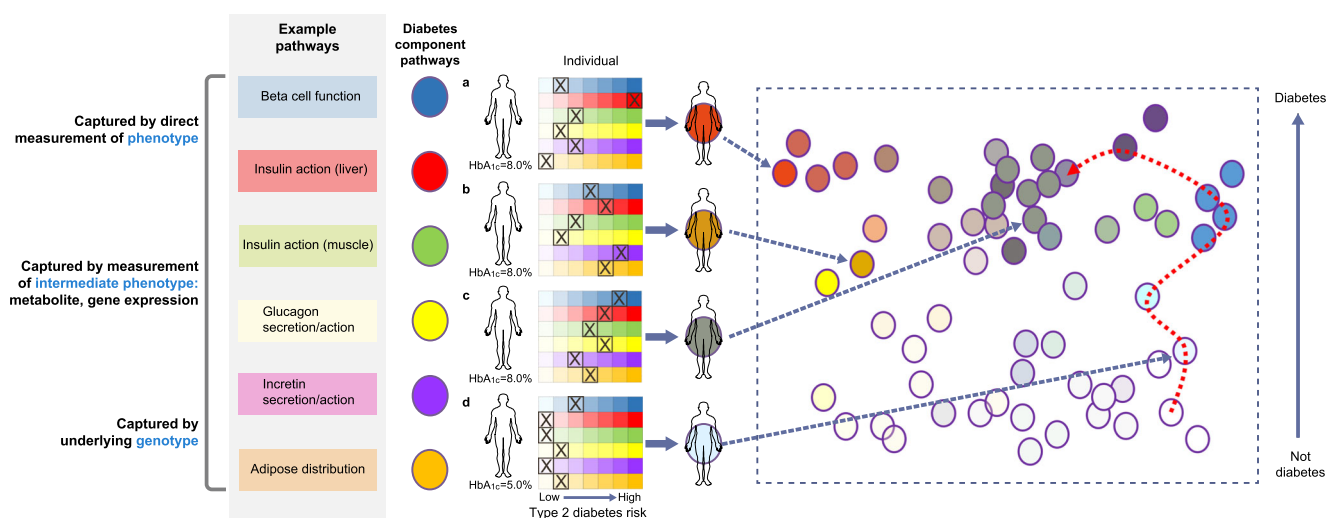 Example
pathways
Diabetes
component
pathways
Individual
Captured by direct
measurement of phenotype
Captured by measurement
of intermediate phenotype:
metabolite, gene expression
Captured by
underlying genotype
Beta cell function
Insulin action (liver)
Insulin action (muscle)
Glucagon
secretion/action
Incretin
secretion/action
Adipose distribution
a
X
X
X
X
X
X
HbA1c=8.0%
b
X
X
X
X
X
X
HbA1c=8.0%
c
X
X
X
X
X
X
HbA1c=8.0%
d
X
X
X
X
X
X
HbA1c=5.0%
Low
High
Type 2 diabetes risk
Diabetes
Not
diabetes